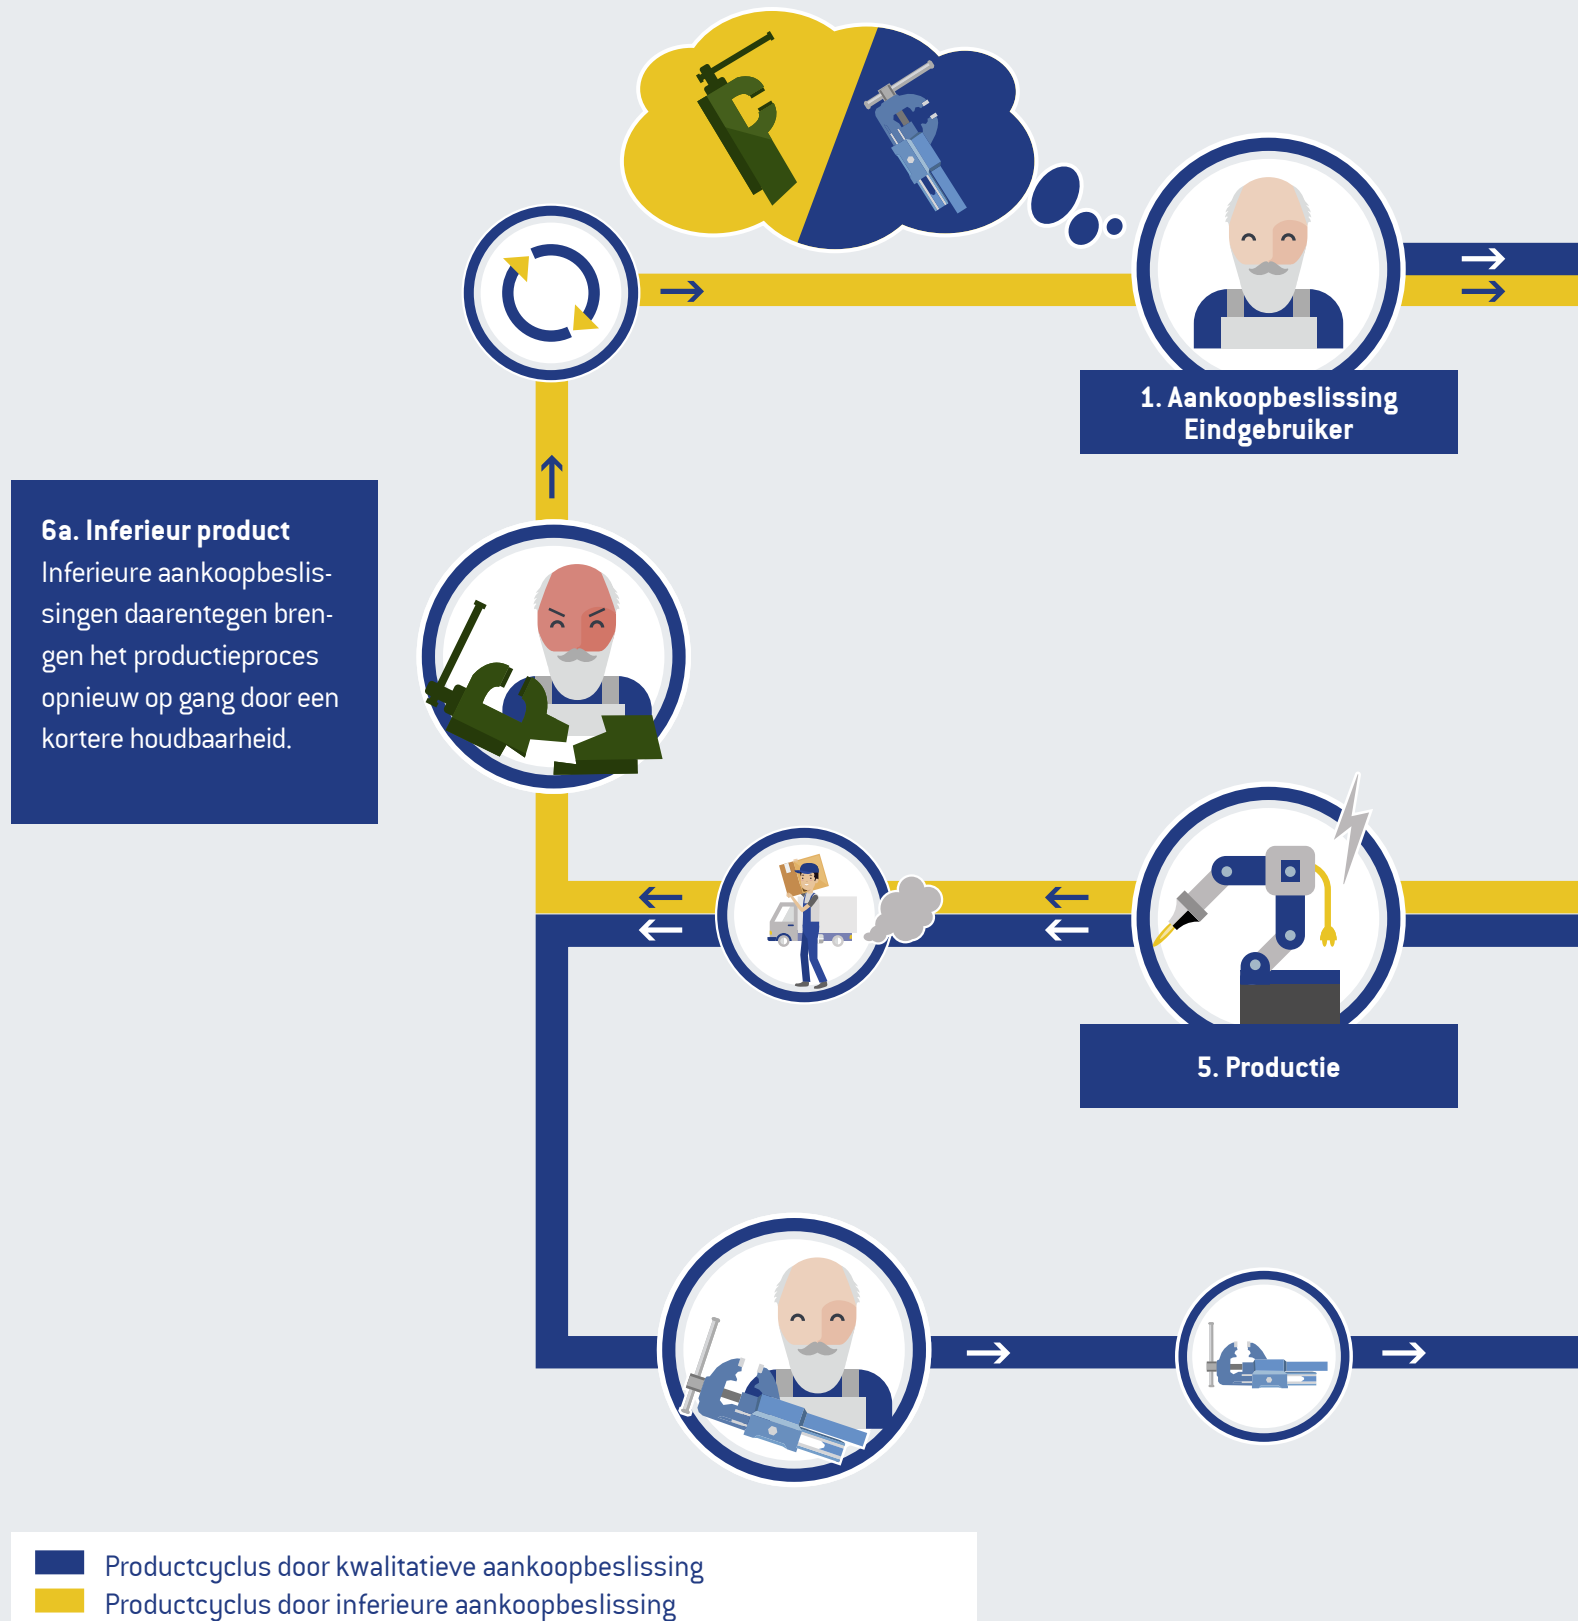 1. Aankoopbeslissing
Eindgebruiker
6a. Inferieur product
Inferieure aankoopbeslis-
singen daarentegen bren-
gen het productieproces
opnieuw op gang door een
kortere houdbaarheid.
5. Productie
Productcyclus door kwalitatieve aankoopbeslissing
Productcyclus door inferieure aankoopbeslissing